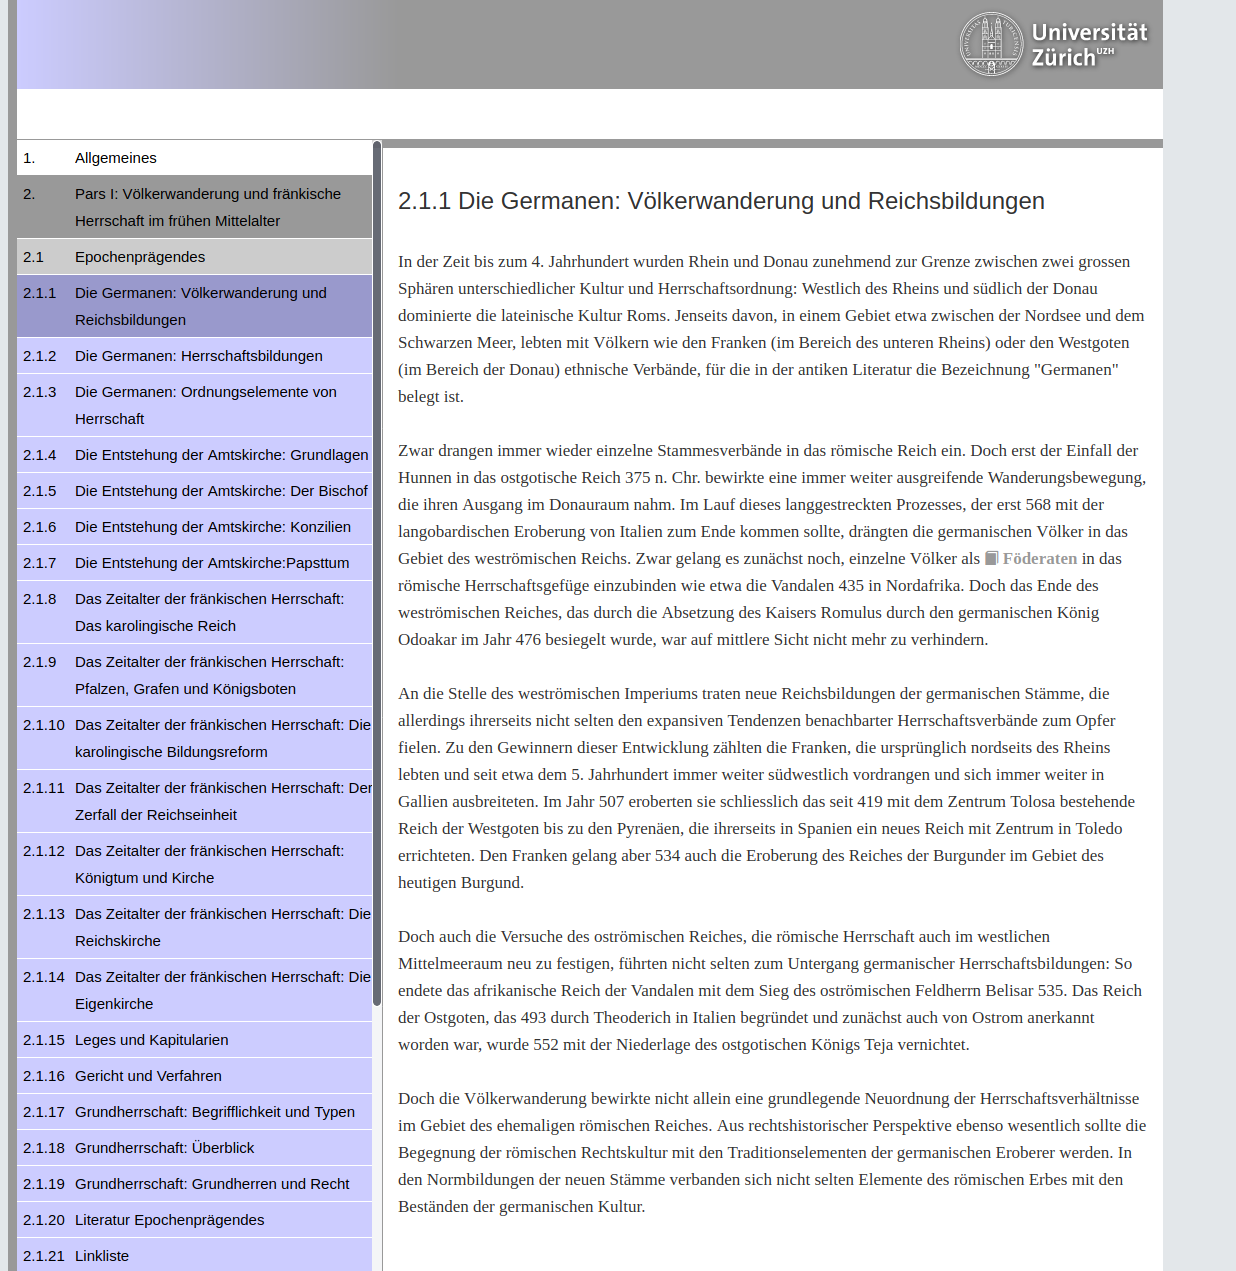 Universität
Zürich UZH
1. Allgemeines
2. Pars I: Völkerwanderung und fränkische
Herrschaft im frühen Mittelalter
2.1 Epochenprägendes
2.1.1 Die Germanen: Völkerwanderung und
Reichsbildungen
2.1.2 Die Germanen: Herrschaftsbildungen
2.1.3 Die Germanen: Ordnungselemente von
Herrschaft
2.1.4 Die Entstehung der Amtskirche: Grundlagen
2.1.5 Die Entstehung der Amtskirche: Der Bischof
2.1.6 Die Entstehung der Amtskirche: Konzilien
2.1.7 Die Entstehung der Amtskirche:Papsttum
2.1.8 Das Zeitalter der fränkischen Herrschaft:
Das karolingische Reich
2.1.9 Das Zeitalter der fränkischen Herrschaft:
Pfalzen, Grafen und Königsboten
2.1.10 Das Zeitalter der fränkischen Herrschaft: Die
karolingische Bildungsreform
2.1.11 Das Zeitalter der fränkischen Herrschaft: Der
Zerfall der Reichseinheit
2.1.12 Das Zeitalter der fränkischen Herrschaft:
Königtum und Kirche
2.1.13 Das Zeitalter der fränkischen Herrschaft: Die
Reichskirche
2.1.14 Das Zeitalter der fränkischen Herrschaft: Die
Eigenkirche
2.1.15 Leges und Kapitularien
2.1.16 Gericht und Verfahren
2.1.17 Grundherrschaft: Begrifflichkeit und Typen
2.1.18 Grundherrschaft: Überblick
2.1.19 Grundherrschaft: Grundherren und Recht
2.1.20 Literatur Epochenprägendes
2.1.21 Linkliste
2.1.1 Die Germanen: Völkerwanderung und Reichsbildungen
In der Zeit bis zum 4. Jahrhundert wurden Rhein und Donau zunehmend zur Grenze zwischen zwei grossen
Sphären unterschiedlicher Kultur und Herrschaftsordnung: Westlich des Rheins und südlich der Donau
dominierte die lateinische Kultur Roms. Jenseits davon, in einem Gebiet etwa zwischen der Nordsee und dem
Schwarzen Meer, lebten mit Völkern wie den Franken (im Bereich des unteren Rheins) oder den Westgoten
(im Bereich der Donau) ethnische Verbände, für die in der antiken Literatur die Bezeichnung "Germanen"
belegt ist.
Zwar drangen immer wieder einzelne Stammesverbände in das römische Reich ein. Doch erst der Einfall der
Hunnen in das ostgotische Reich 375 n. Chr. bewirkte eine immer weiter ausgreifende Wanderungsbewegung,
die ihren Ausgang im Donauraum nahm. Im Lauf dieses langgestreckten Prozesses, der erst 568 mit der
langobardischen Eroberung von Italien zum Ende kommen sollte, drängten die germanischen Völker in das
Gebiet des weströmischen Reichs. Zwar gelang es zunächst noch, einzelne Völker als Föderaten in das
römische Herrschaftsgefüge einzubinden wie etwa die Vandalen 435 in Nordafrika. Doch das Ende des
weströmischen Reiches, das durch die Absetzung des Kaisers Romulus durch den germanischen König
Odoakar im Jahr 476 besiegelt wurde, war auf mittlere Sicht nicht mehr zu verhindern.
An die Stelle des weströmischen Imperiums traten neue Reichsbildungen der germanischen Stämme, die
allerdings ihrerseits nicht selten den expansiven Tendenzen benachbarter Herrschaftsverbände zum Opfer
fielen. Zu den Gewinnern dieser Entwicklung zählten die Franken, die ursprünglich nordseits des Rheins
lebten und seit etwa dem 5. Jahrhundert immer weiter südwestlich vordrangen und sich immer weiter in
Gallien ausbreiteten. Im Jahr 507 eroberten sie schliesslich das seit 419 mit dem Zentrum Tolosa bestehende
Reich der Westgoten bis zu den Pyrenäen, die ihrerseits in Spanien ein neues Reich mit Zentrum in Toledo
errichteten. Den Franken gelang aber 534 auch die Eroberung des Reiches der Burgunder im Gebiet des
heutigen Burgund.
Doch auch die Versuche des oströmischen Reiches, die römische Herrschaft auch im westlichen
Mittelmeeraum neu zu festigen, führten nicht selten zum Untergang germanischer Herrschaftsbildungen: So
endete das afrikanische Reich der Vandalen mit dem Sieg des oströmischen Feldherrn Belisar 535. Das Reich
der Ostgoten, das 493 durch Theoderich in Italien begründet und zunächst auch von Ostrom anerkannt
worden war, wurde 552 mit der Niederlage des ostgotischen Königs Teja vernichtet.
Doch die Völkerwanderung bewirkte nicht allein eine grundlegende Neuordnung der Herrschaftsverhältnisse
im Gebiet des ehemaligen römischen Reiches. Aus rechtshistorischer Perspektive ebenso wesentlich sollte die
Begegnung der römischen Rechtskultur mit den Traditionselementen der germanischen Eroberer werden. In
den Normbildungen der neuen Stämme verbanden sich nicht selten Elemente des römischen Erbes mit den
Beständen der germanischen Kultur.